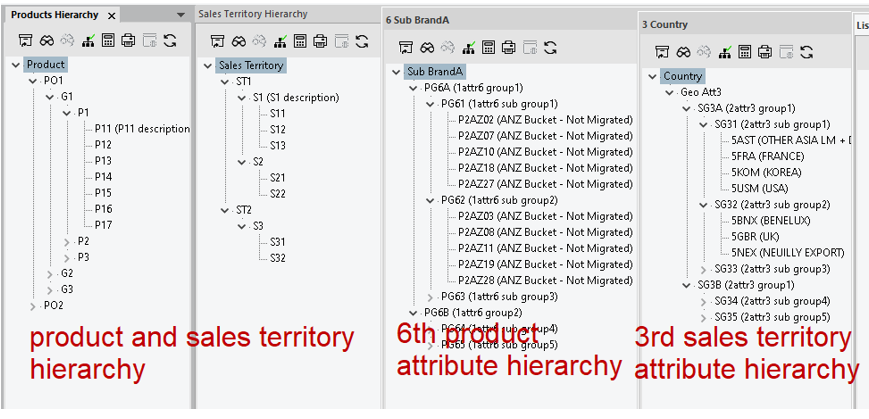 Products Hierarchy
Product
PO1
G1
P1
P11 (P11 description
P12
P13
P14
P15
P16
P17
P2
P3
G2
G3
PO2
product and sales territory
hierarchy
Sales Territory Hierarchy
Sales Territory
ST1
S1 (S1 description)
S11
S12
S13
S2
S21
S22
ST2
S3
S31
S32
6 Sub BrandA
Sub BrandA
PG6A (1attr6 group1)
PG61 (1attr6 sub group1)
P2AZ02 (ANZ Bucket - Not Migrated)
P2AZ07 (ANZ Bucket - Not Migrated)
P2AZ10 (ANZ Bucket - Not Migrated)
P2AZ18 (ANZ Bucket - Not Migrated)
P2AZ27 (ANZ Bucket - Not Migrated)
PG62 (1attr6 sub group2)
P2AZ03 (ANZ Bucket - Not Migrated)
P2AZ08 (ANZ Bucket - Not Migrated)
P2AZ11 (ANZ Bucket - Not Migrated)
P2AZ19 (ANZ Bucket - Not Migrated)
P2AZ28 (ANZ Bucket - Not Migrated)
PG63 (1attr6 sub group3)
PG6B (1attr6 group2)
PG64 (1attr6 sub group4)
PG65 (1attr6 sub group5)
6th product
attribute hierarchy
3 Country
Country
Geo Att3
SG3A (2attr3 group1)
SG31 (2attr3 sub group1)
5AST (OTHER ASIA LM + D
5FRA (FRANCE)
5KOM (KOREA)
5USM (USA)
SG32 (2attr3 sub group2)
5BNX (BENELUX)
5GBR (UK)
5NEX (NEUILLY EXPORT)
SG33 (2attr3 sub group3)
SG3B (2attr3 group1)
SG34 (2attr3 sub group4)
SG35 (2attr3 sub group5)
3rd sales territory
attribute hierarchy
Lis